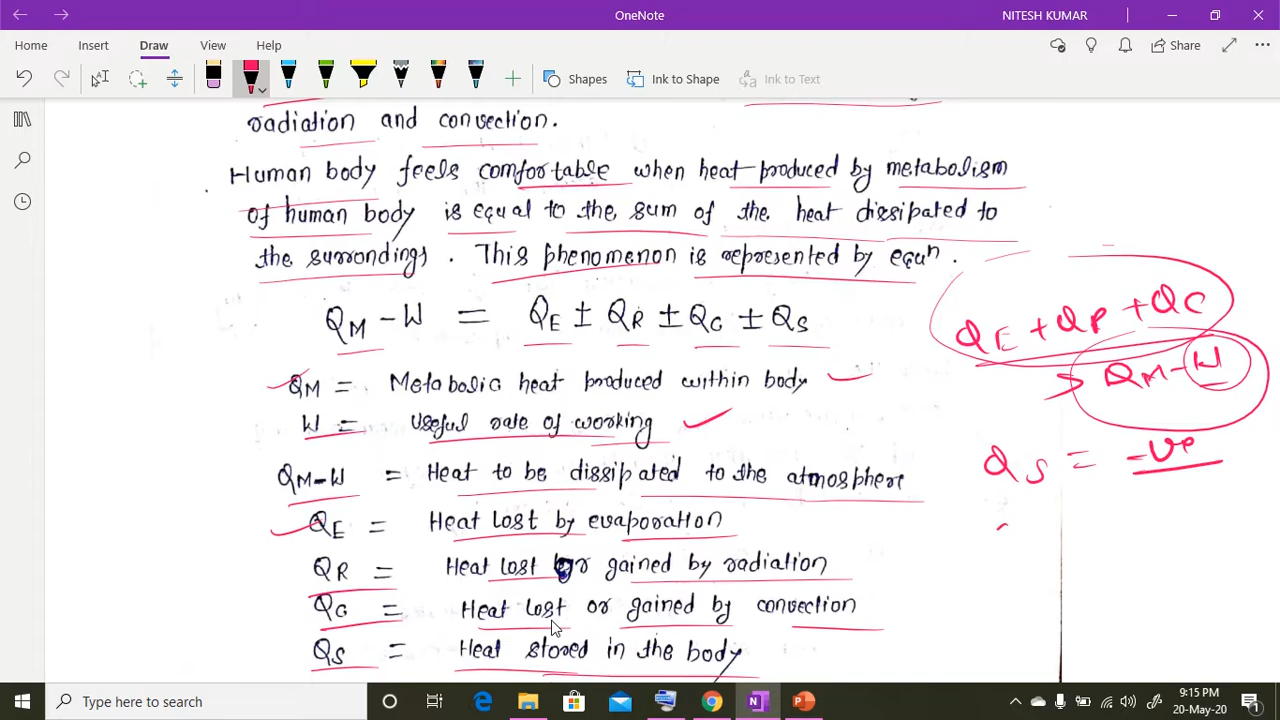 OneNote
NITESH KUMAR
Home Insert Draw View Help
Share
Shapes
Ink to Shape
Ink to Text
radiation and convection.
Human body feels comfortable when heat produced by metabolism
of human body is equal to the sum of the heat dissipated to
the surrondings. This phenomenon is represented by equn.
QM - W = QE ± QR ± QC ± QS
QM = Metabolic heat produced within body
W = Useful rate of working
QM-W = Heat to be dissipated to the atmosphere
QE = Heat lost by evaporation
QR = Heat lost or gained by radiation
QC = Heat lost or gained by convection
QS = Heat stored in the body
QE + QR + QC
> QM - W
QS = -ve
Type here to search
9:15 PM
20-May-20